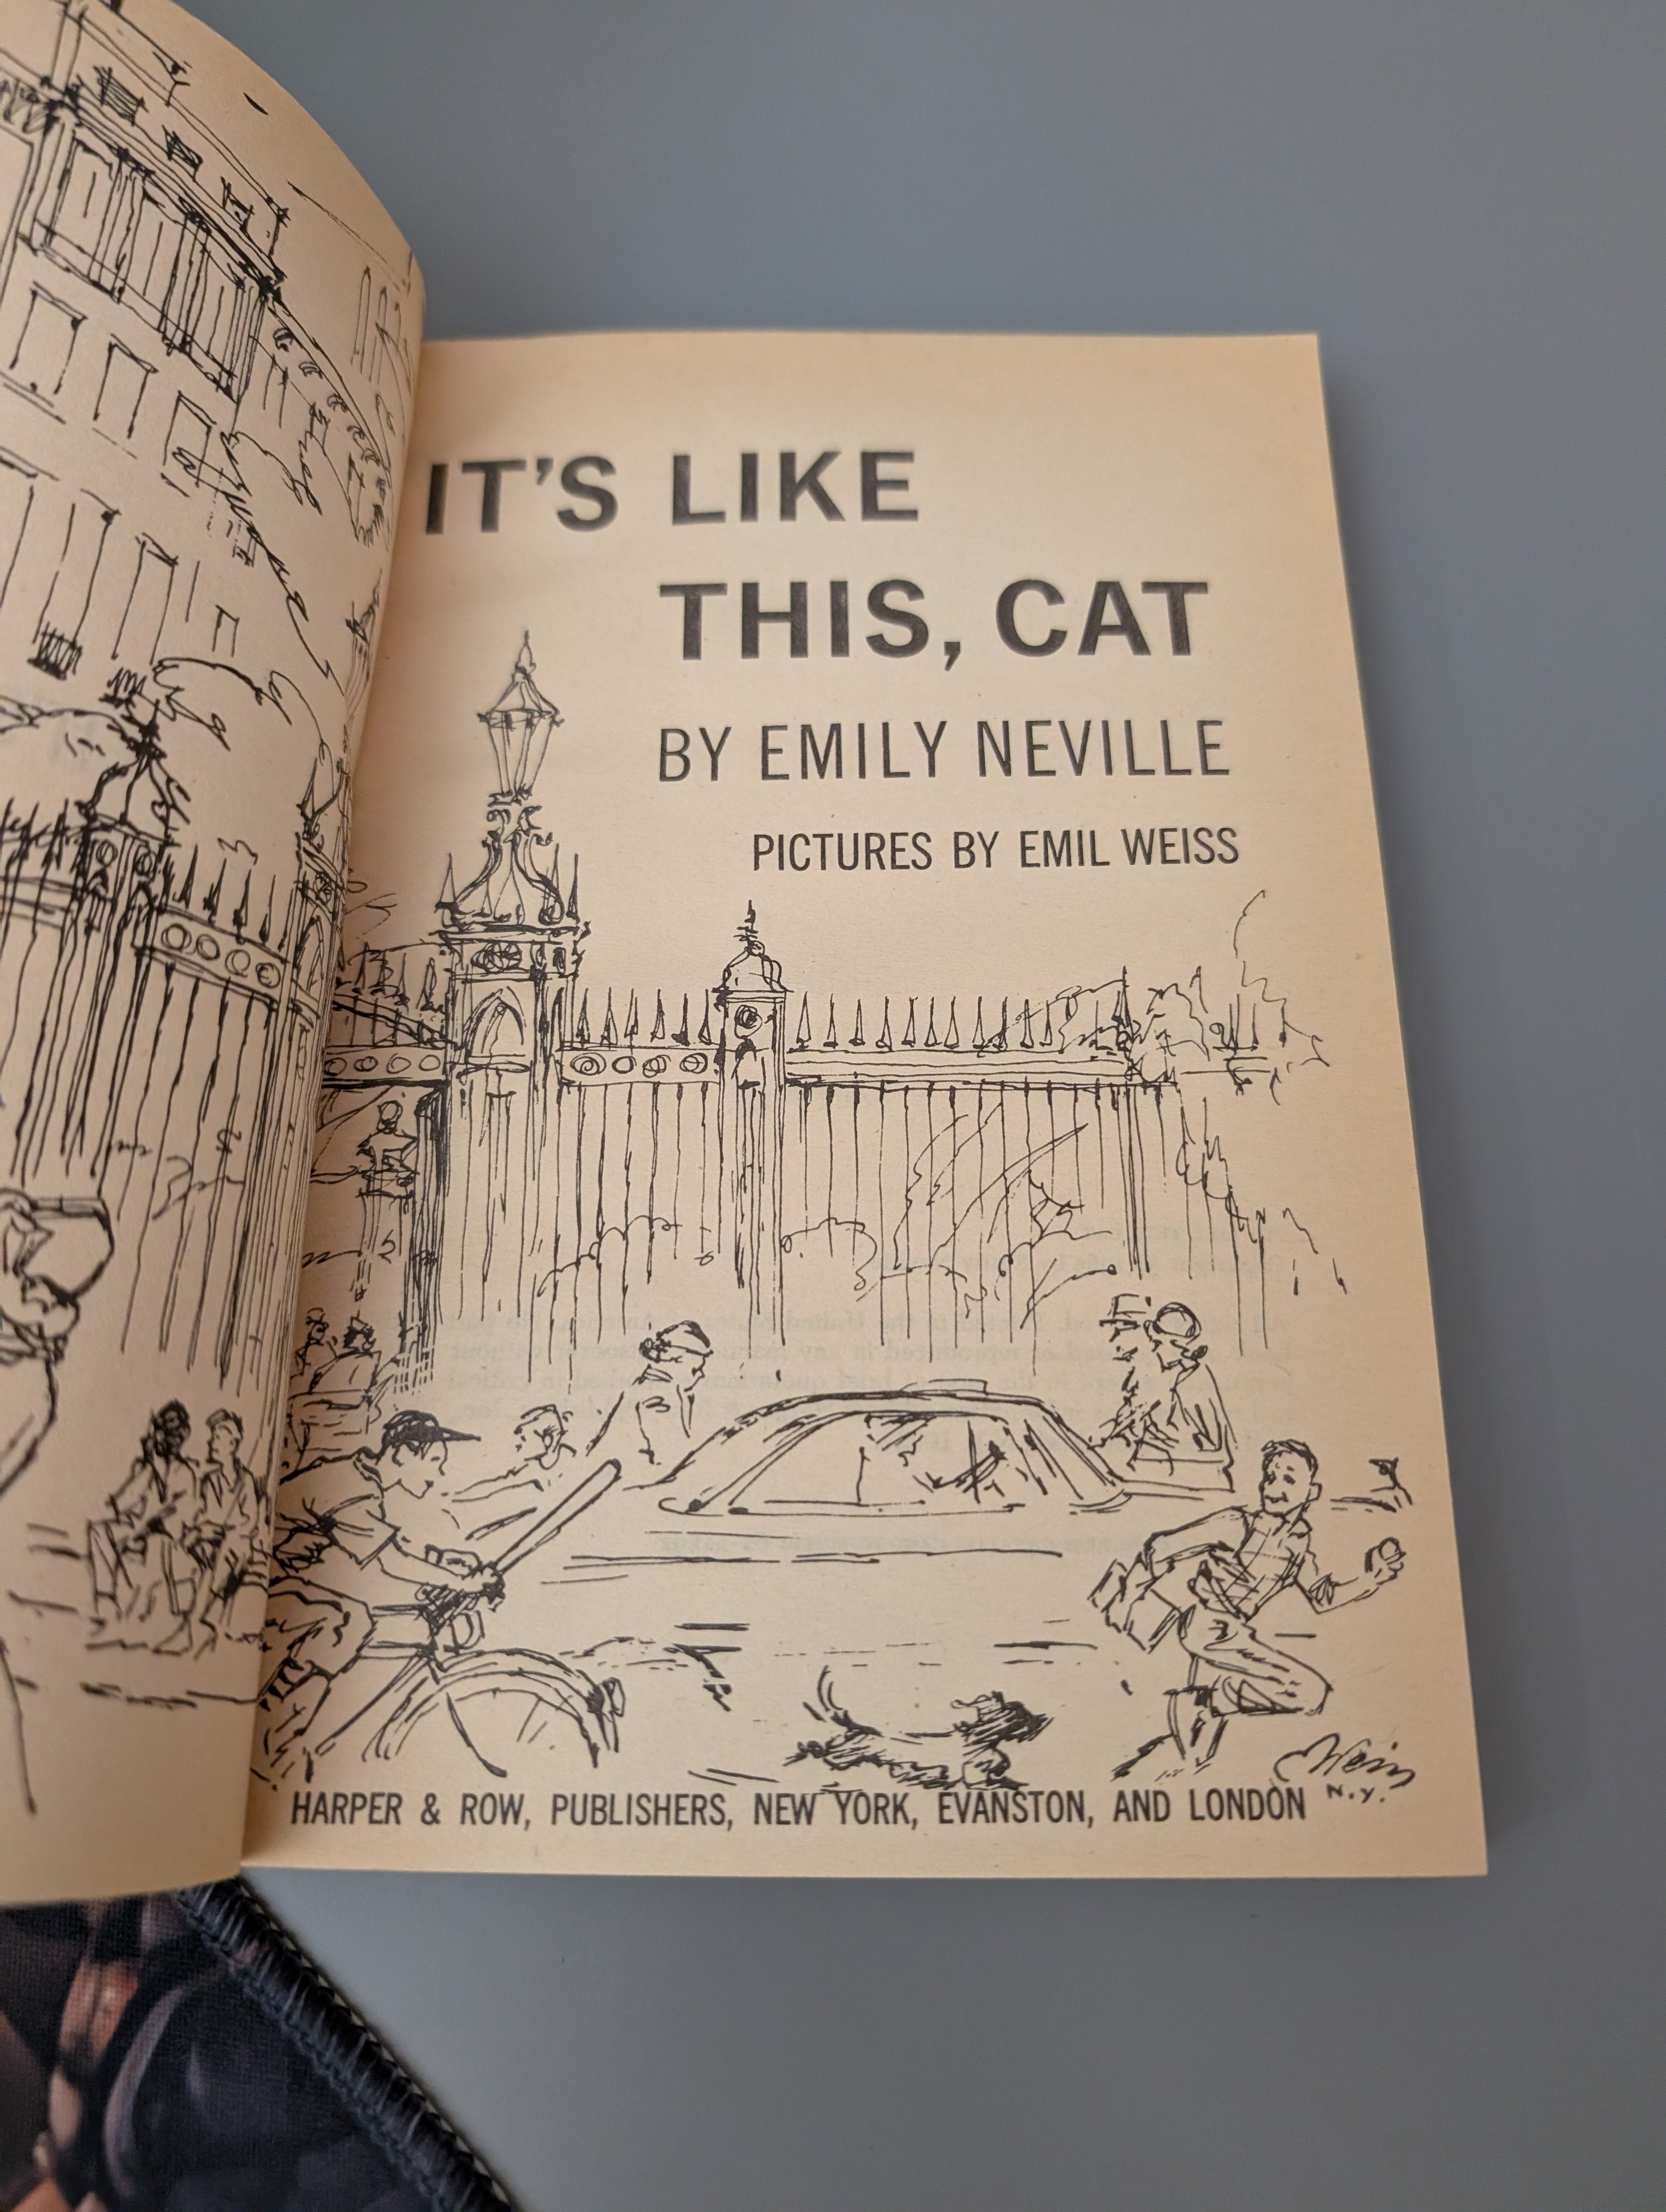 IT'S LIKE
THIS, CAT
BY EMILY NEVILLE
PICTURES BY EMIL WEISS
Weiss
N.Y.
HARPER & ROW, PUBLISHERS, NEW YORK, EVANSTON, AND LONDON